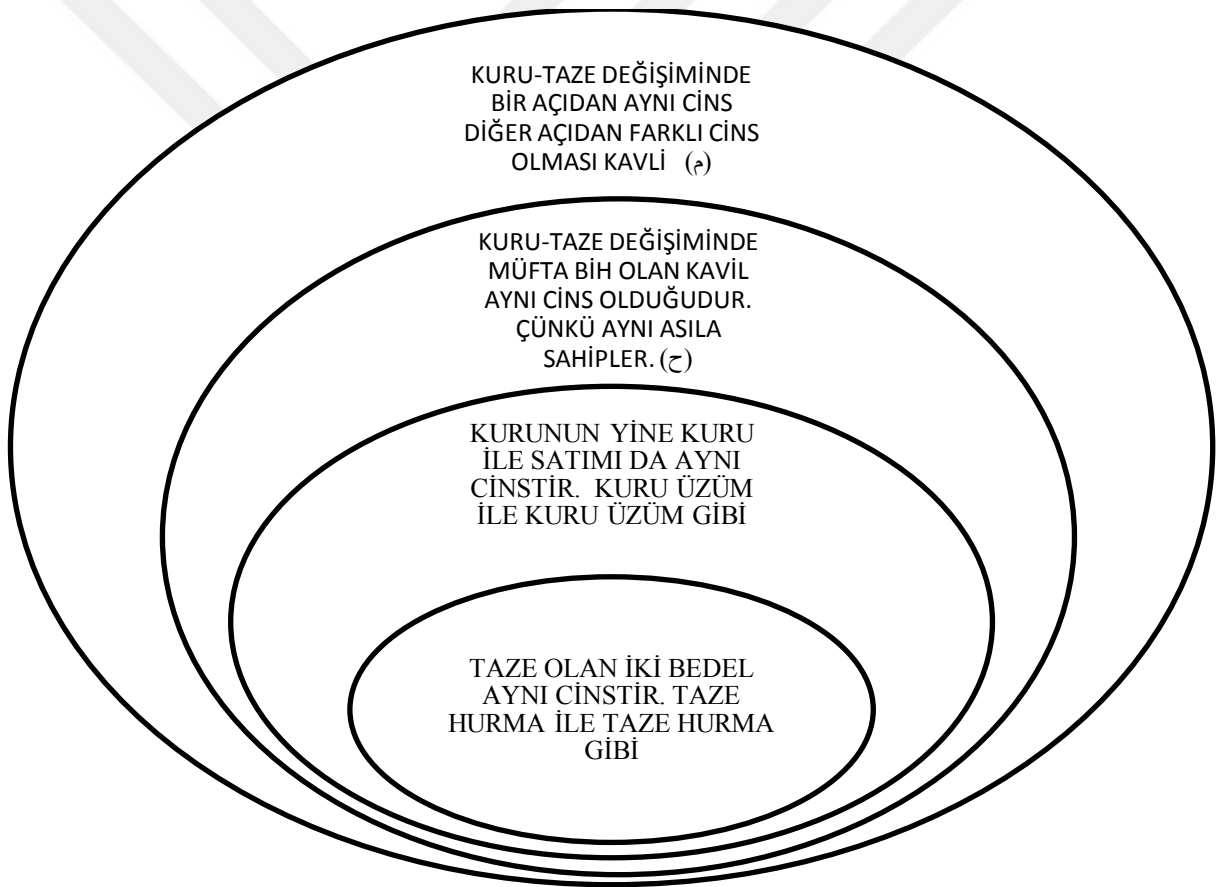 KURU-TAZE DEĞİŞİMİNDE
BİR AÇIDAN AYNI CİNS
DİĞER AÇIDAN FARKLI CİNS
OLMASI KAVLİ (م)
KURU-TAZE DEĞİŞİMİNDE
MÜFTA BİH OLAN KAVİL
AYNI CİNS OLDUĞUDUR.
ÇÜNKÜ AYNI ASILA
SAHİPLER. (ح)
KURUNUN YİNE KURU
İLE SATIMI DA AYNI
CİNSTİR. KURU ÜZÜM
İLE KURU ÜZÜM GİBİ
TAZE OLAN İKİ BEDEL
AYNI CİNSTİR. TAZE
HURMA İLE TAZE HURMA
GİBİ